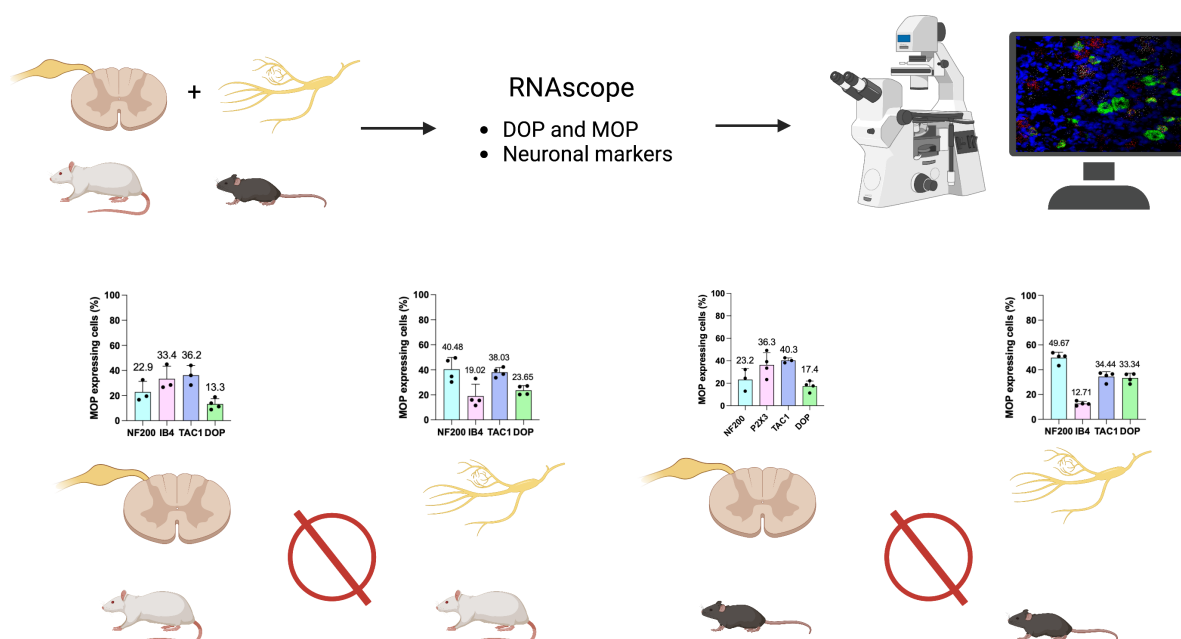 +
RNAscope
• DOP and MOP
• Neuronal markers
MOP expressing cells (%)
100
80
60
40
20
0
22.9
33.4
36.2
13.3
NF200 IB4 TAC1 DOP
MOP expressing cells (%)
100
80
60
40
20
0
40.48
19.02
38.03
23.65
NF200 IB4 TAC1 DOP
MOP expressing cells (%)
100
80
60
40
20
0
23.2
36.3
40.3
17.4
NF200
P2X3
TAC1
DOP
MOP expressing cells (%)
100
80
60
40
20
0
49.67
12.71
34.44
33.34
NF200 IB4 TAC1 DOP